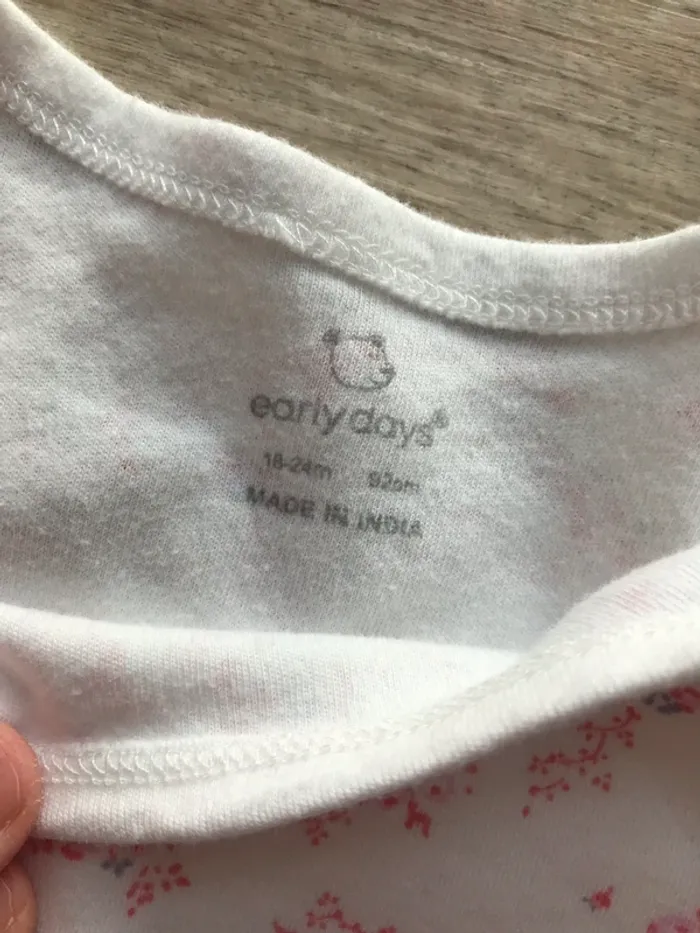 early days
18-24m 92cm
MADE IN INDIA